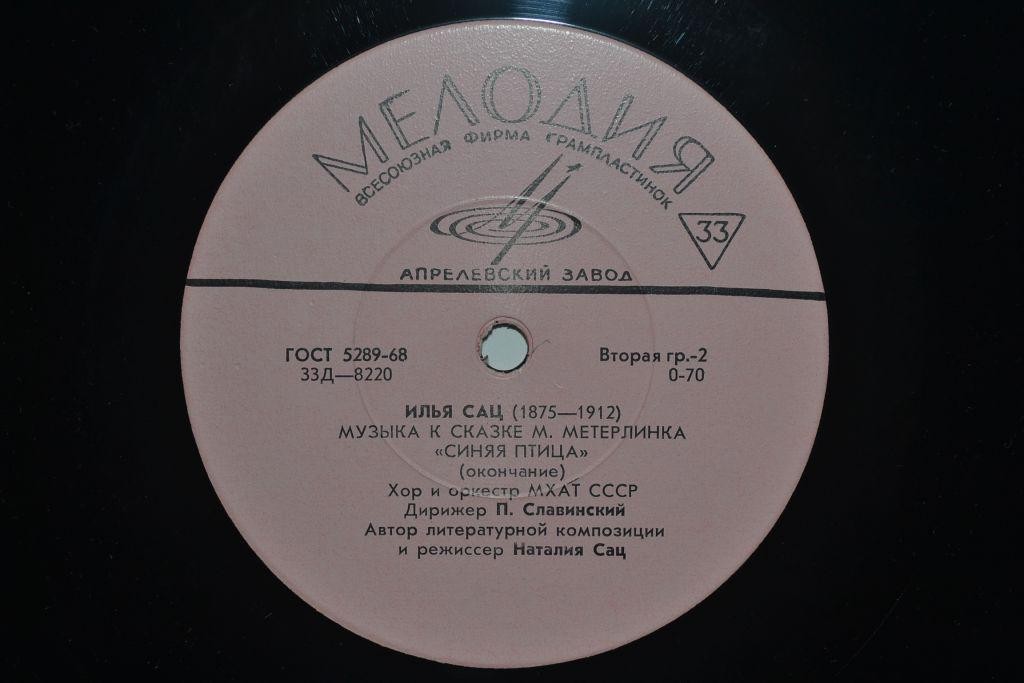 МЕЛОДИЯ
ВСЕСОЮЗНАЯ ФИРМА ГРАМПЛАСТИНОК
33
АПРЕЛЕВСКИЙ ЗАВОД
ГОСТ 5289-68 Вторая гр.-2
33Д—8220 0-70
ИЛЬЯ САЦ (1875—1912)
МУЗЫКА К СКАЗКЕ М. МЕТЕРЛИНКА
«СИНЯЯ ПТИЦА»
(окончание)
Хор и оркестр МХАТ СССР
Дирижер П. Славинский
Автор литературной композиции
и режиссер Наталия Сац